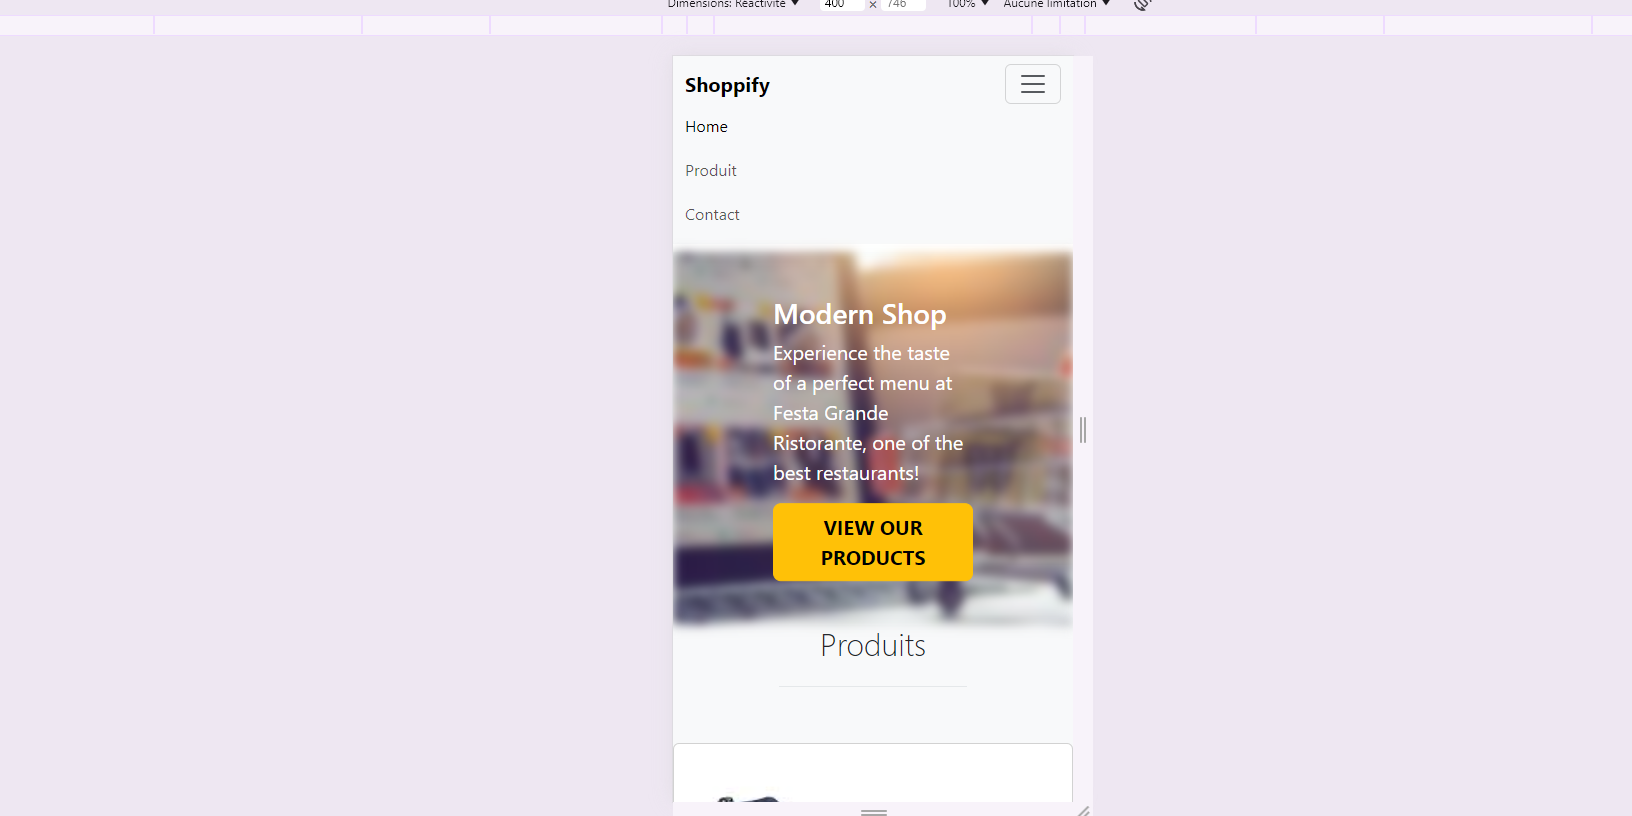 Dimensions: Réactivité ▼ 400 × 746 100% ▼ Aucune limitation ▼
Shoppify
Home
Produit
Contact
Modern Shop
Experience the taste
of a perfect menu at
Festa Grande
Ristorante, one of the
best restaurants!
VIEW OUR
PRODUCTS
Produits